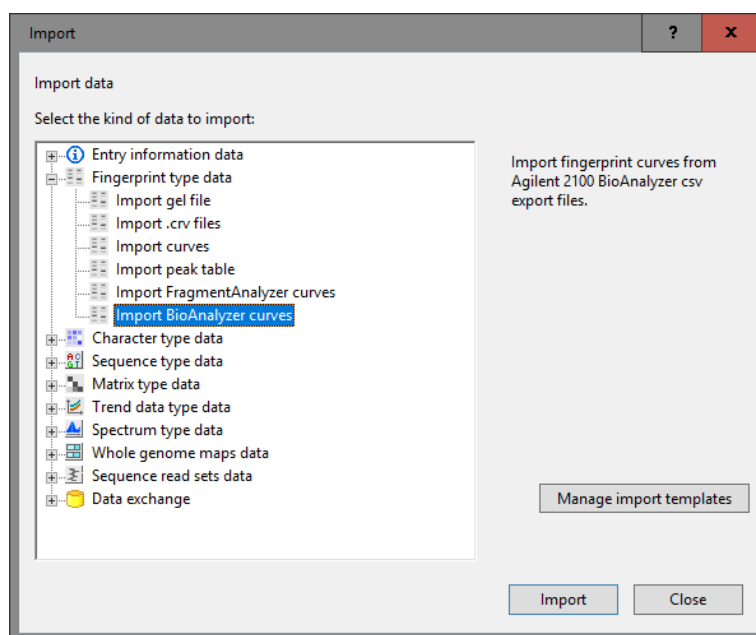 Import
?
x
Import data
Select the kind of data to import:
Entry information data
Fingerprint type data
Import gel file
Import .crv files
Import curves
Import peak table
Import FragmentAnalyzer curves
Import BioAnalyzer curves
Character type data
Sequence type data
Matrix type data
Trend data type data
Spectrum type data
Whole genome maps data
Sequence read sets data
Data exchange
Import fingerprint curves from
Agilent 2100 BioAnalyzer csv
export files.
Manage import templates
Import
Close